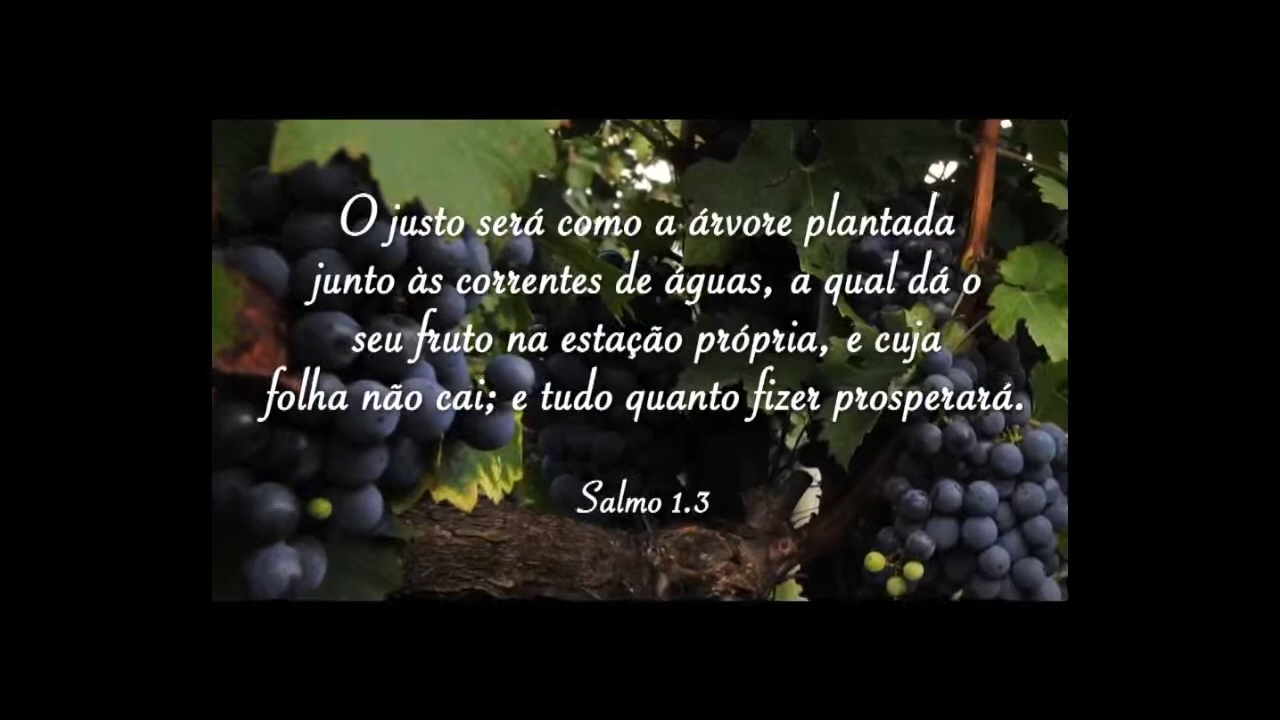 O justo será como a árvore plantada
junto às correntes de águas, a qual dá o
seu fruto na estação própria, e cuja
folha não cai; e tudo quanto fizer prosperará.
Salmo 1.3